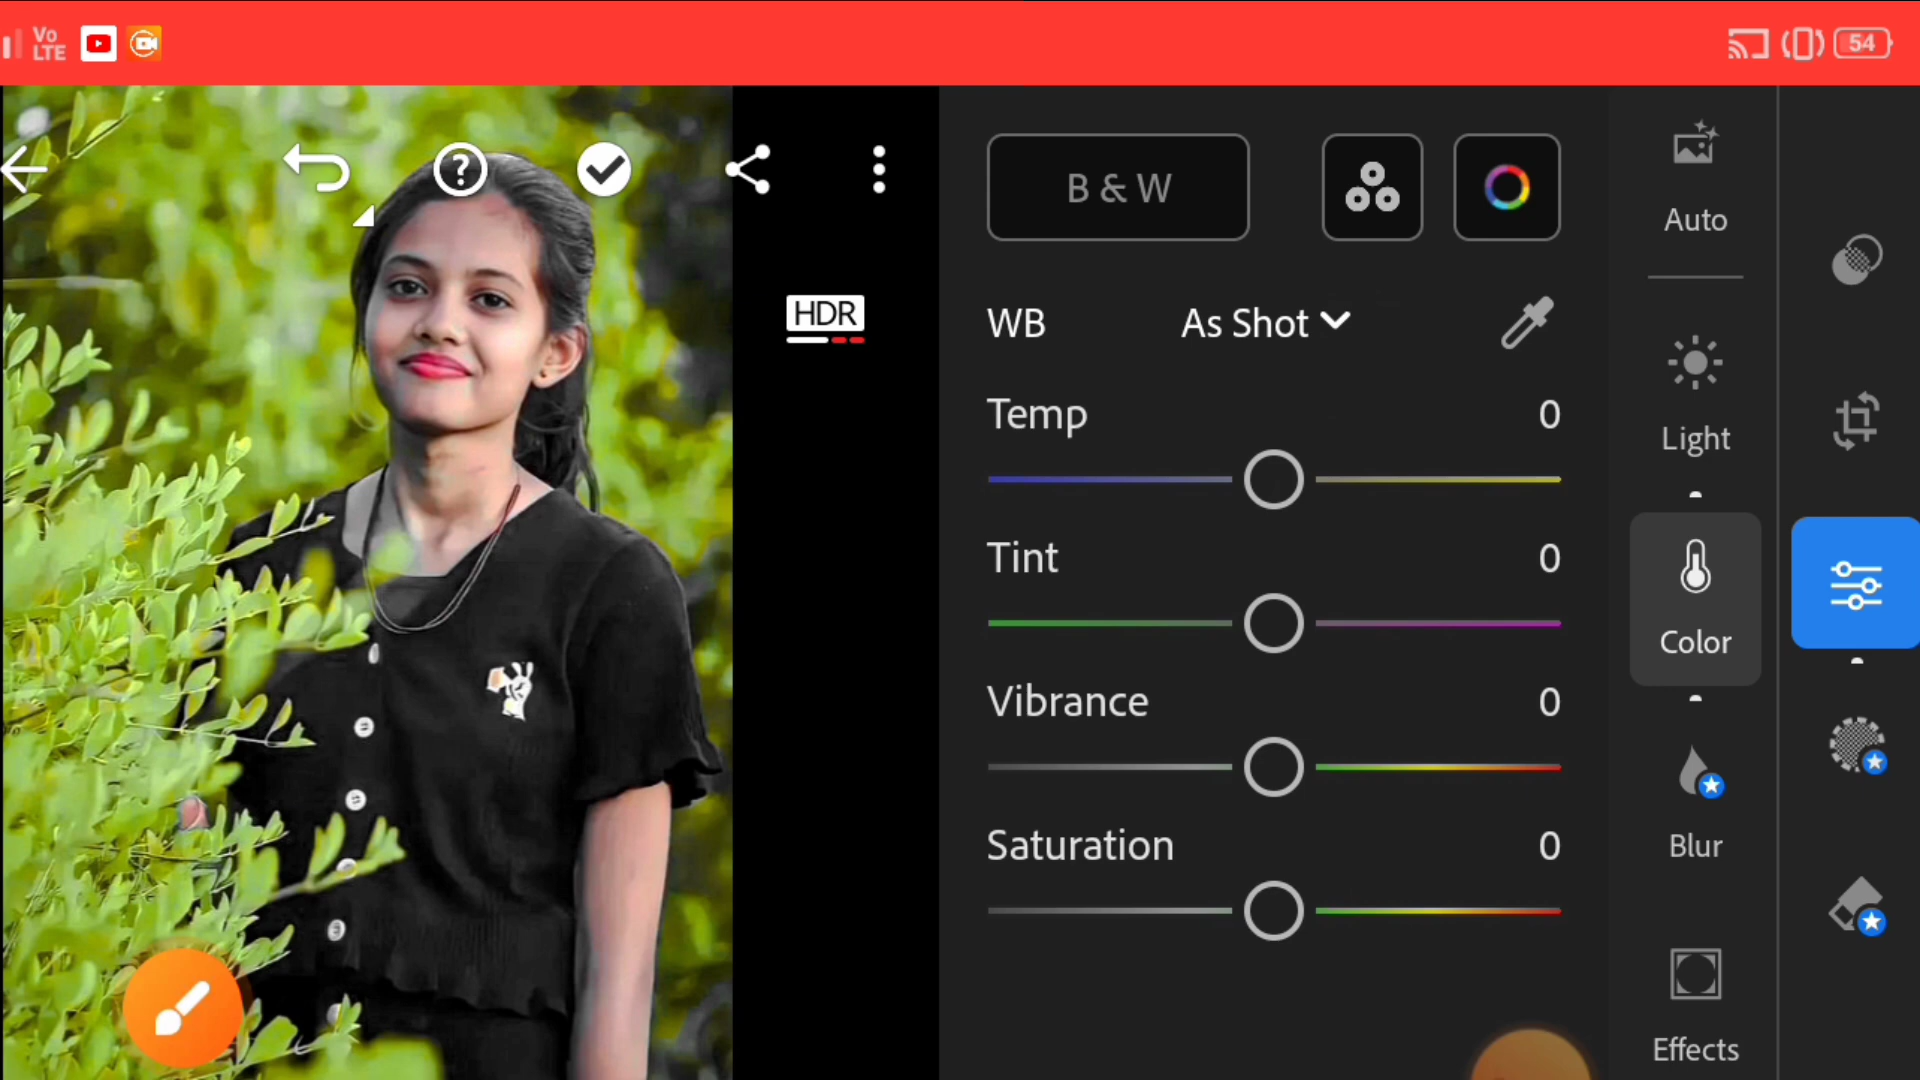 Vo
LTE
54
?
HDR
B & W
WB As Shot
Temp 0
Tint 0
Vibrance 0
Saturation 0
Auto
Light
Color
Blur
Effects